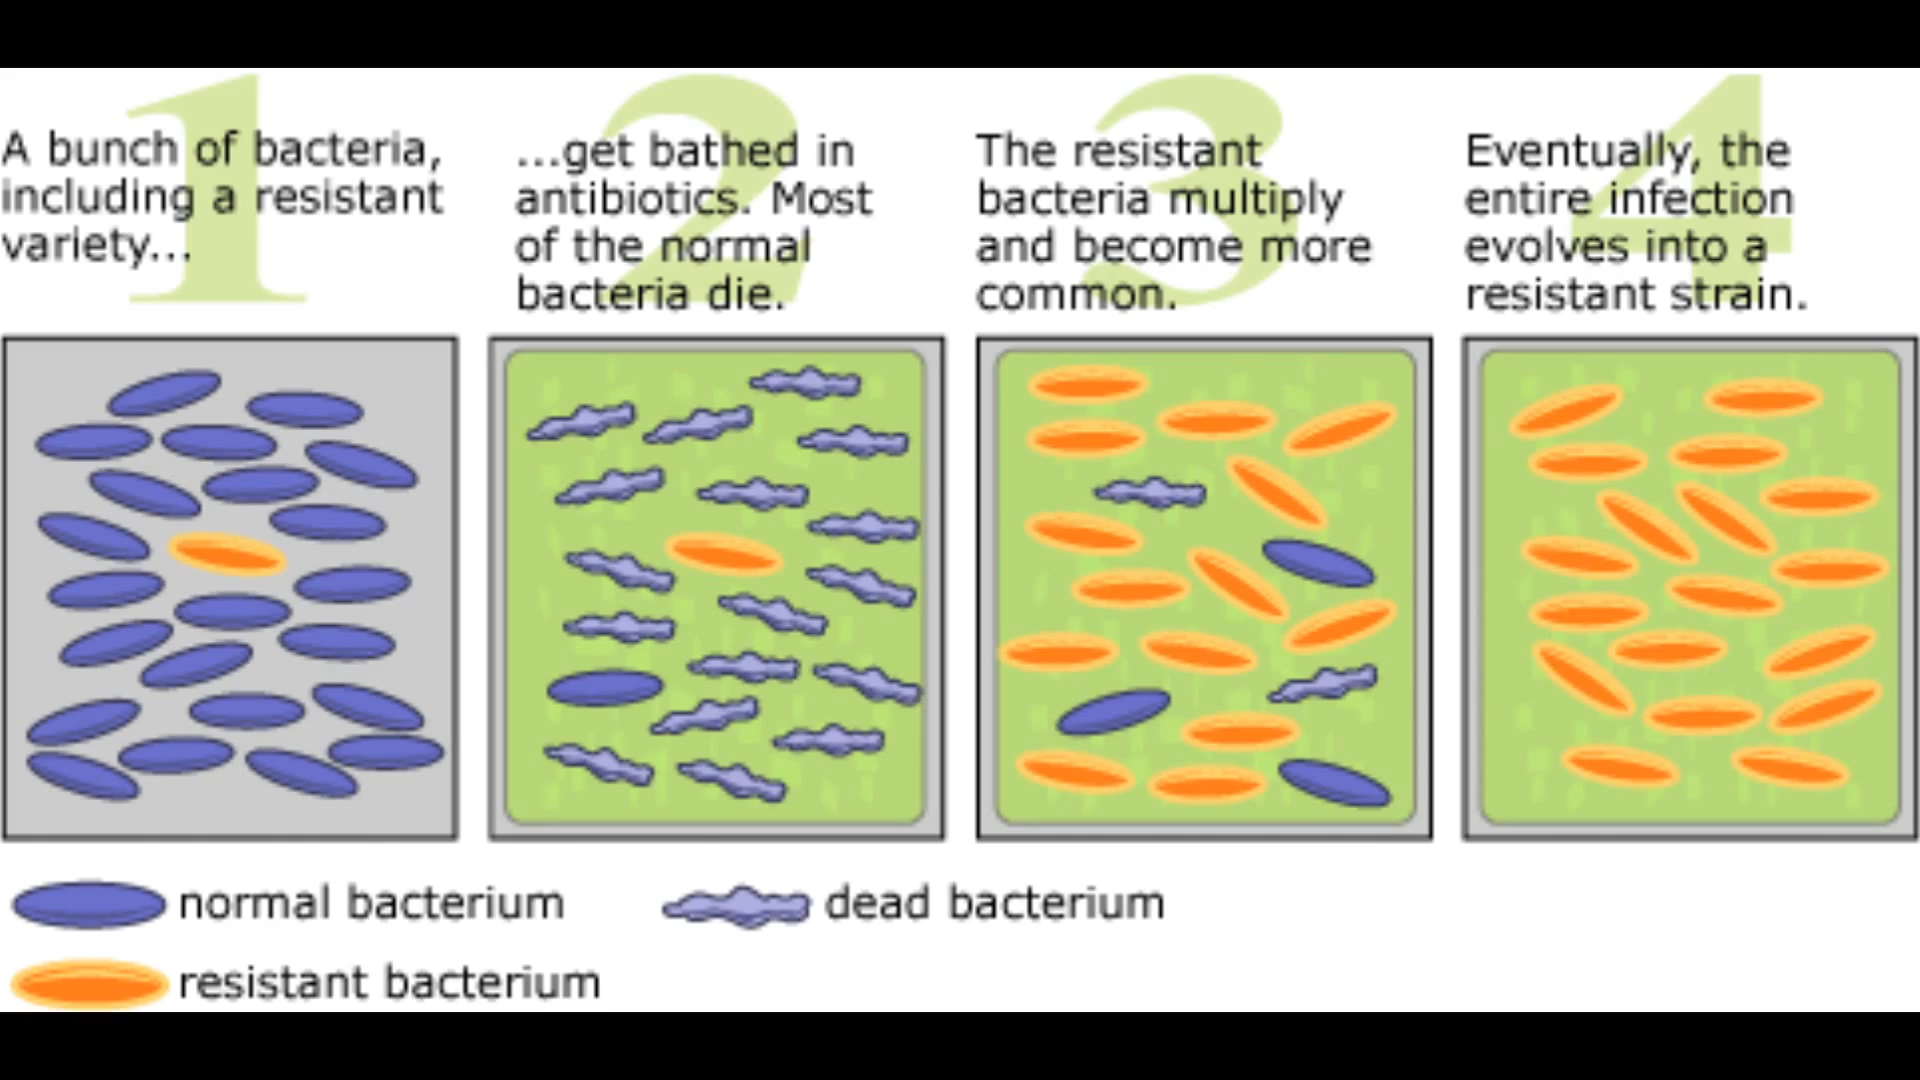 1
A bunch of bacteria,
including a resistant
variety...
2
...get bathed in
antibiotics. Most
of the normal
bacteria die.
3
The resistant
bacteria multiply
and become more
common.
4
Eventually, the
entire infection
evolves into a
resistant strain.
normal bacterium
dead bacterium
resistant bacterium